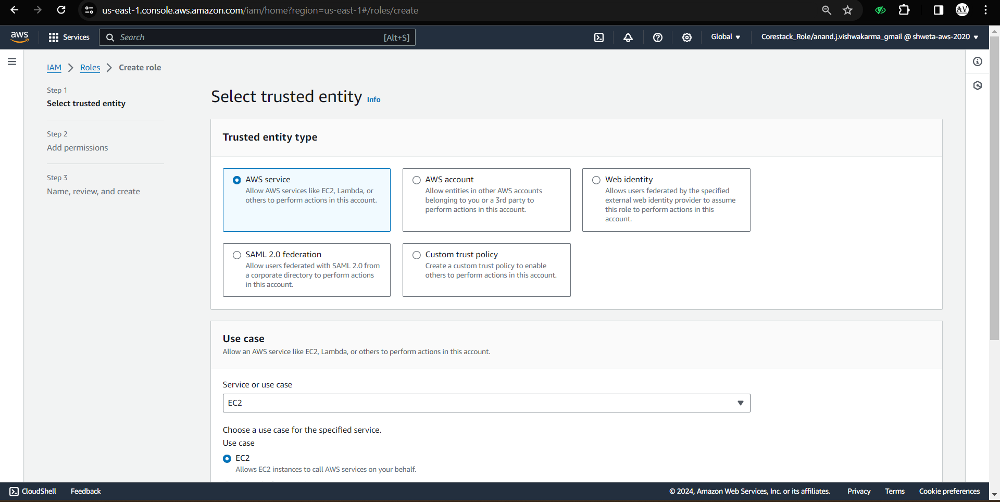 us-east-1.console.aws.amazon.com/iam/home?region=us-east-1#/roles/create
AV
aws
Services
Search
[Alt+S]
Global
Corestack_Role/anand.j.vishwakarma_gmail @ shweta-aws-2020
IAM
Roles
Create role
Step 1
Select trusted entity
Step 2
Add permissions
Step 3
Name, review, and create
Select trusted entity Info
Trusted entity type
AWS service
Allow AWS services like EC2, Lambda, or
others to perform actions in this account.
AWS account
Allow entities in other AWS accounts
belonging to you or a 3rd party to
perform actions in this account.
Web identity
Allows users federated by the specified
external web identity provider to assume
this role to perform actions in this
account.
SAML 2.0 federation
Allow users federated with SAML 2.0 from
a corporate directory to perform actions
in this account.
Custom trust policy
Create a custom trust policy to enable
others to perform actions in this account.
Use case
Allow an AWS service like EC2, Lambda, or others to perform actions in this account.
Service or use case
EC2
Choose a use case for the specified service.
Use case
EC2
Allows EC2 instances to call AWS services on your behalf.
CloudShell
Feedback
© 2024, Amazon Web Services, Inc. or its affiliates.
Privacy
Terms
Cookie preferences